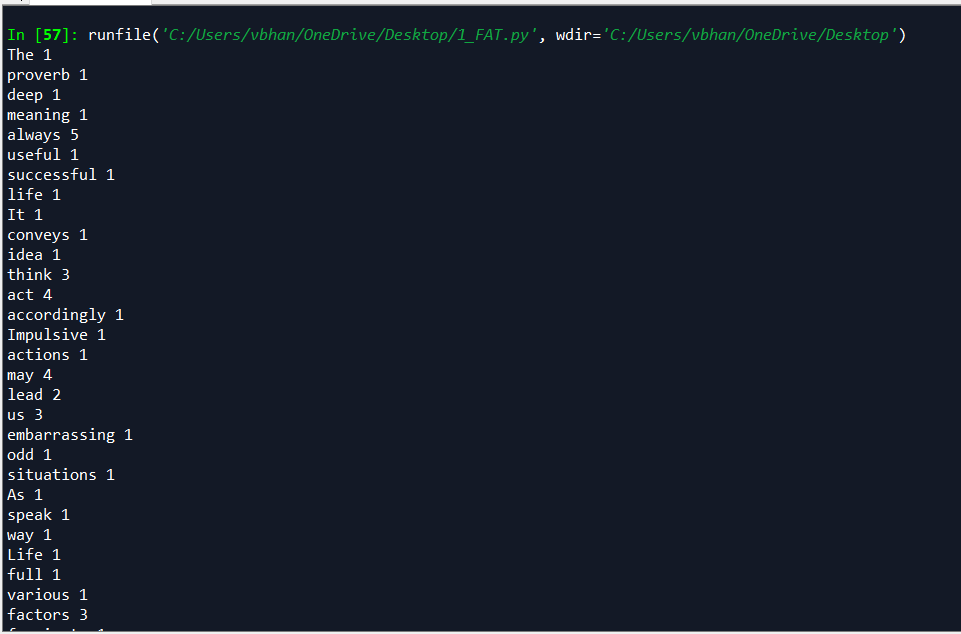 In [57]: runfile('C:/Users/vbhan/OneDrive/Desktop/1_FAT.py', wdir='C:/Users/vbhan/OneDrive/Desktop')
The 1
proverb 1
deep 1
meaning 1
always 5
useful 1
successful 1
life 1
It 1
conveys 1
idea 1
think 3
act 4
accordingly 1
Impulsive 1
actions 1
may 4
lead 2
us 3
embarrassing 1
odd 1
situations 1
As 1
speak 1
way 1
Life 1
full 1
various 1
factors 3